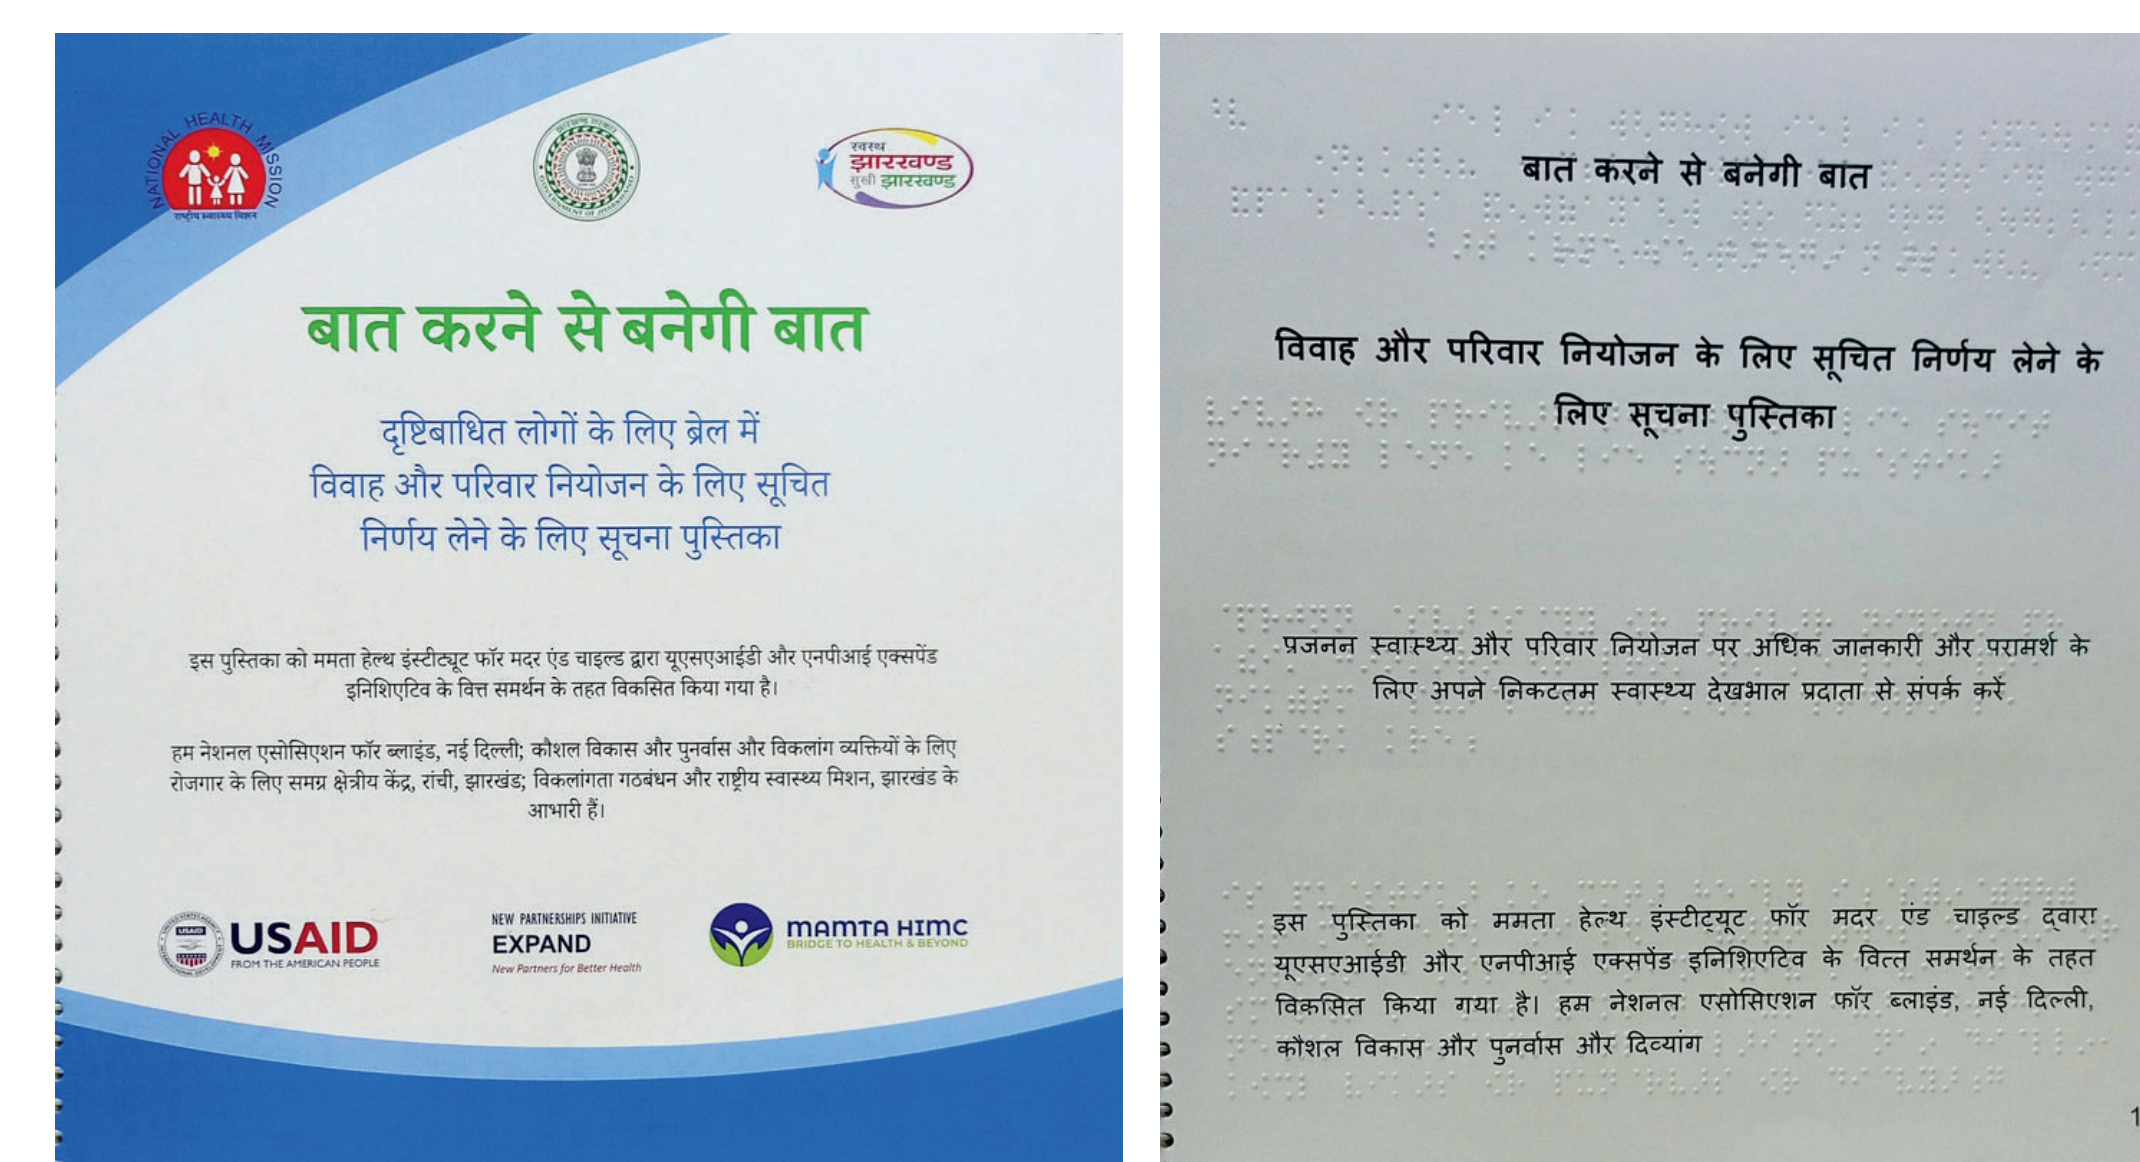 NATIONAL HEALTH MISSION
राष्ट्रीय स्वास्थ्य मिशन
झारखण्ड सरकार
GOVERNMENT OF JHARKHAND
स्वस्थ
झारखण्ड
सुखी झारखण्ड
बात करने से बनेगी बात
दृष्टिबाधित लोगों के लिए ब्रेल में
विवाह और परिवार नियोजन के लिए सूचित
निर्णय लेने के लिए सूचना पुस्तिका
इस पुस्तिका को ममता हेल्थ इंस्टीट्यूट फॉर मदर एंड चाइल्ड द्वारा यूएसएआईडी और एनपीआई एक्सपेंड
इनिशिएटिव के वित्त समर्थन के तहत विकसित किया गया है।
हम नेशनल एसोसिएशन फॉर ब्लाइंड, नई दिल्ली; कौशल विकास और पुनर्वास और विकलांग व्यक्तियों के लिए
रोजगार के लिए समग्र क्षेत्रीय केंद्र, रांची, झारखंड; विकलांगता गठबंधन और राष्ट्रीय स्वास्थ्य मिशन, झारखंड के
आभारी हैं।
USAID
USAID
FROM THE AMERICAN PEOPLE
NEW PARTNERSHIPS INITIATIVE
EXPAND
New Partners for Better Health
MAMTA HIMC
BRIDGE TO HEALTH & BEYOND
बात करने से बनेगी बात
विवाह और परिवार नियोजन के लिए सूचित निर्णय लेने के
लिए सूचना पुस्तिका
प्रजनन स्वास्थ्य और परिवार नियोजन पर अधिक जानकारी और परामर्श के
लिए अपने निकटतम स्वास्थ्य देखभाल प्रदाता से संपर्क करें
इस पुस्तिका को ममता हेल्थ इंस्टीट्यूट फॉर मदर एंड चाइल्ड द्वारा
यूएसएआईडी और एनपीआई एक्सपेंड इनिशिएटिव के वित्त समर्थन के तहत
विकसित किया गया है। हम नेशनल एसोसिएशन फॉर ब्लाइंड, नई दिल्ली,
कौशल विकास और पुनर्वास और दिव्यांग
1